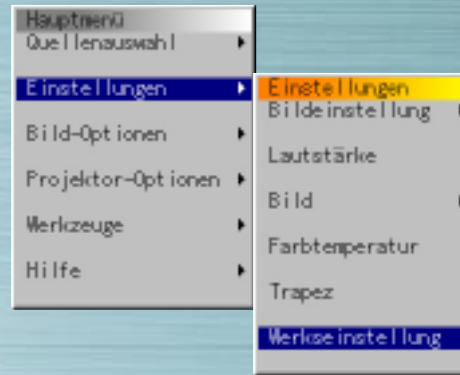 Hauptmenü
Quellenauswahl
Einstellungen
Bild-Optionen
Projektor-Optionen
Werkzeuge
Hilfe
Einstellungen
Bildeinstellung
Lautstärke
Bild
Farbtemperatur
Trapez
Werkseinstellung